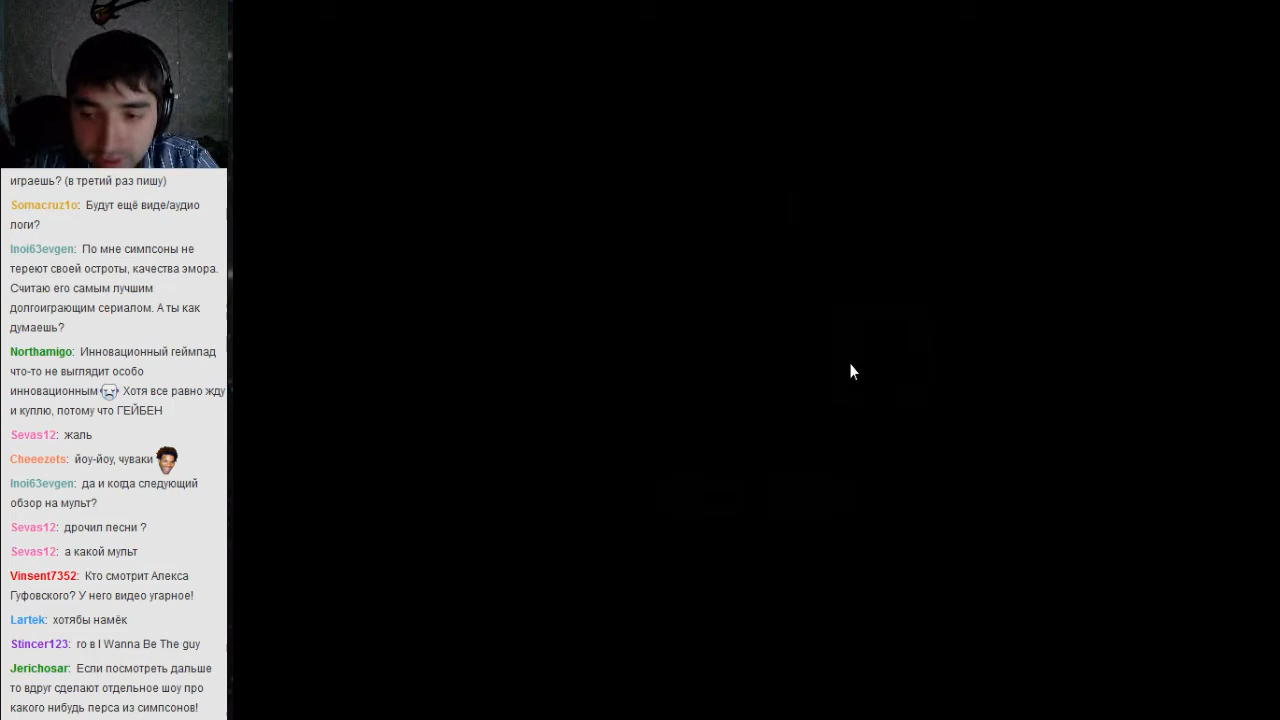 играешь? (в третий раз пишу)
Somacruz1o: Будут ещё виде/аудио
логи?
Inoi63evgen: По мне симпсоны не
тереют своей остроты, качества эмора.
Считаю его самым лучшим
долгоиграющим сериалом. А ты как
думаешь?
Northamigo: Инновационный геймпад
что-то не выглядит особо
инновационным Хотя все равно жду
и куплю, потому что ГЕЙБЕН
Sevas12: жаль
Cheeezets: йоу-йоу, чуваки
Inoi63evgen: да и когда следующий
обзор на мульт?
Sevas12: дрочил песни ?
Sevas12: а какой мульт
Vinsent7352: Кто смотрит Алекса
Гуфовского? У него видео угарное!
Lartek: хотябы намёк
Stincer123: го в I Wanna Be The guy
Jerichosar: Если посмотреть дальше
то вдруг сделают отдельное шоу про
какого нибудь перса из симпсонов!